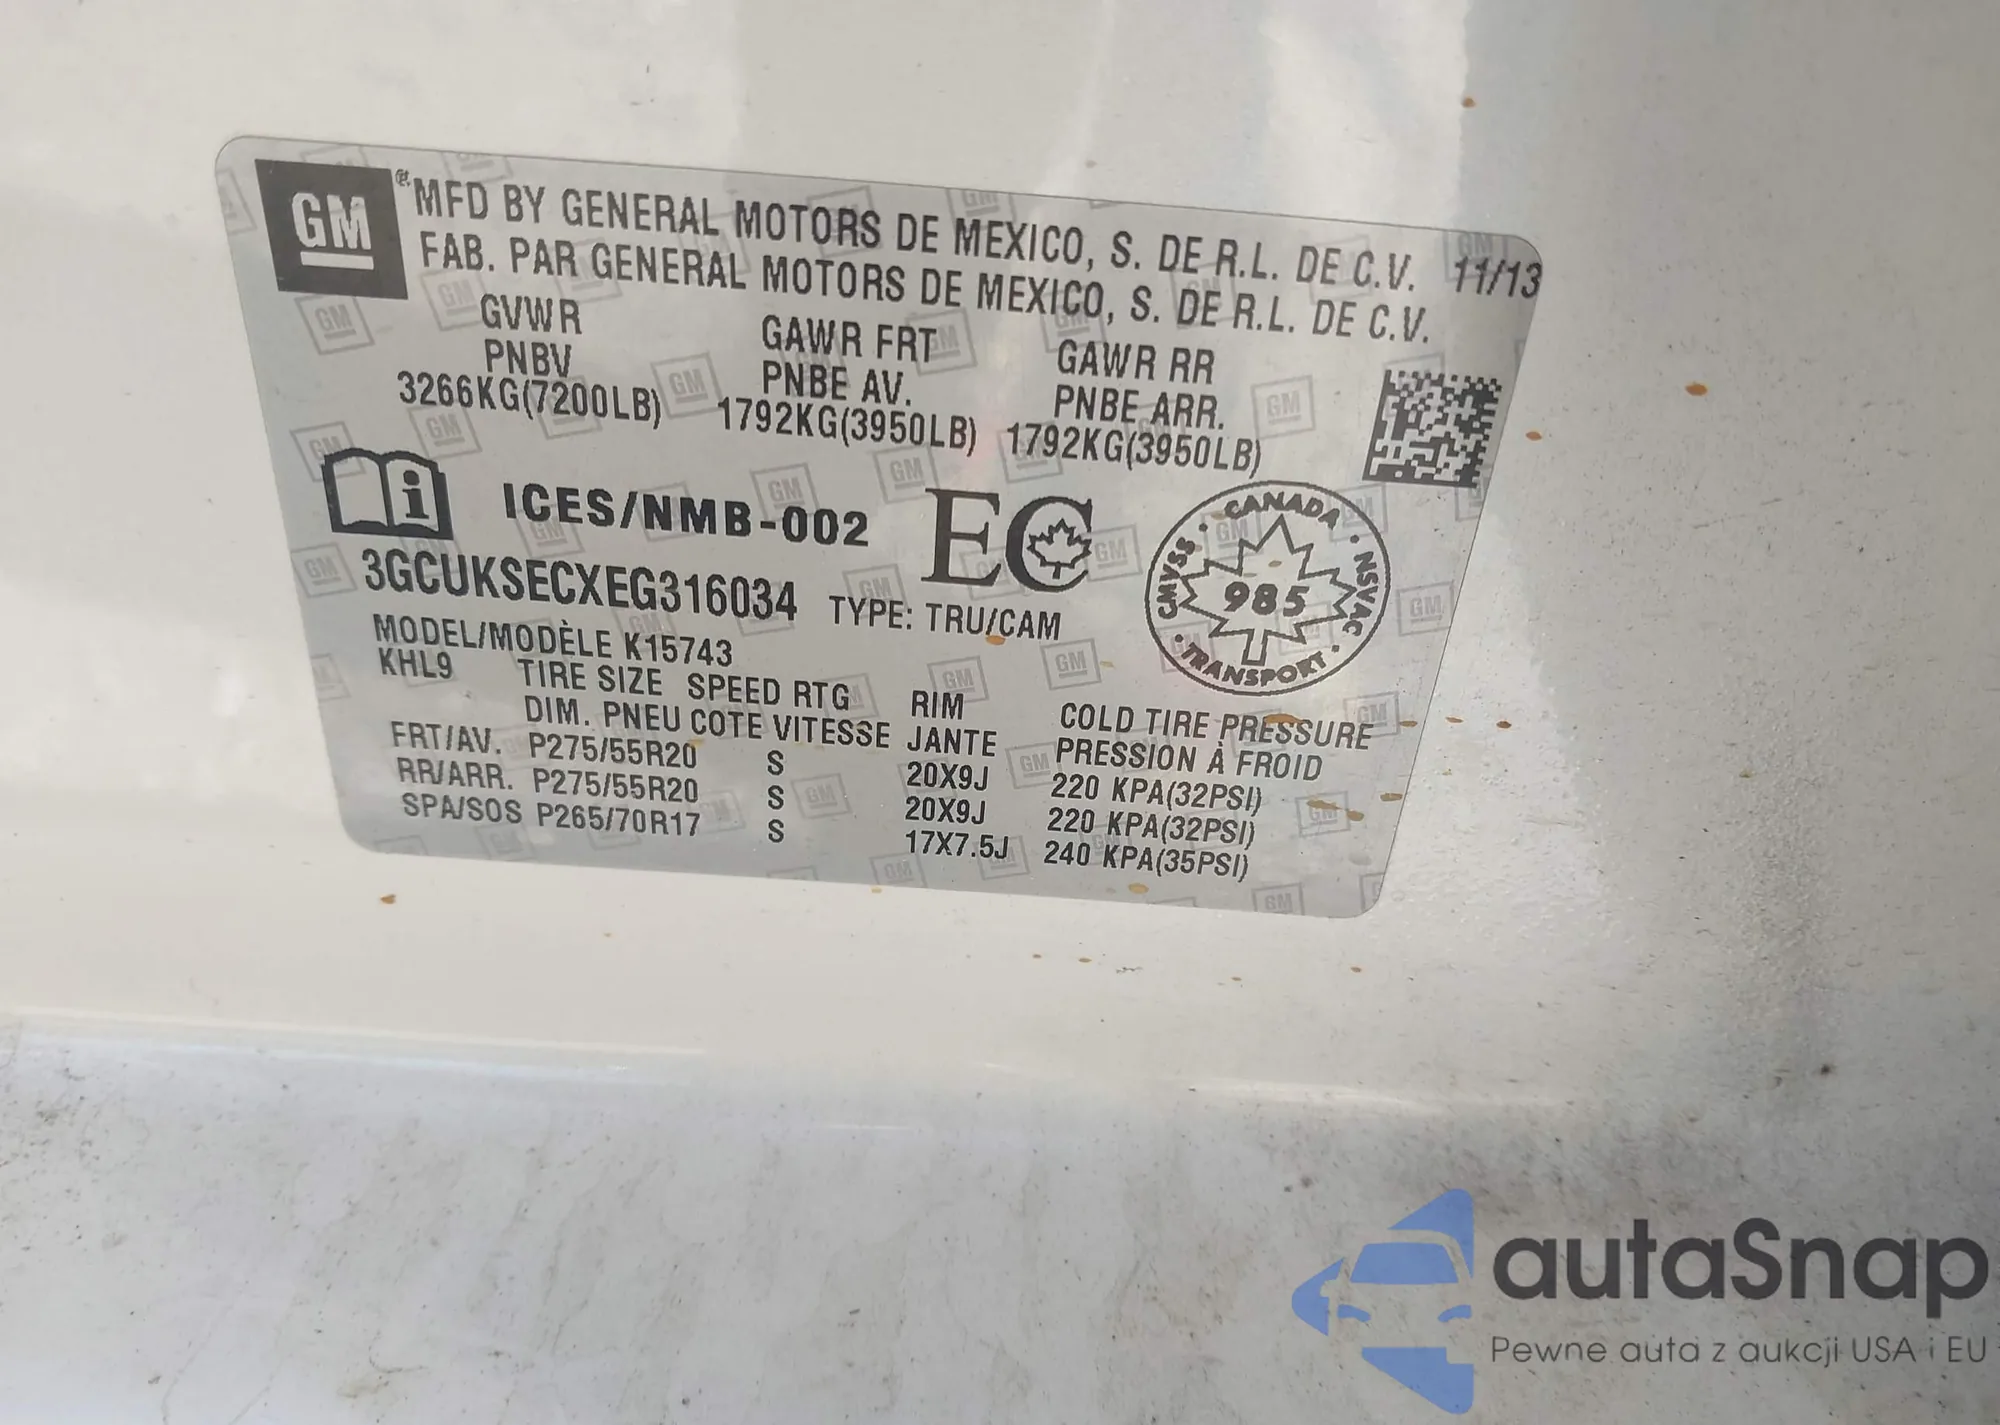 GM
MFD BY GENERAL MOTORS DE MEXICO, S. DE R.L. DE C.V. 11/13
FAB. PAR GENERAL MOTORS DE MEXICO, S. DE R.L. DE C.V.
GVWR GAWR FRT GAWR RR
PNBV PNBE AV. PNBE ARR.
3266KG(7200LB) 1792KG(3950LB) 1792KG(3950LB)
i ICES/NMB-002 EC
CANADA
CMVSS • 985 • NSVAC
TRANSPORT
3GCUKSECXEG316034 TYPE: TRU/CAM
MODEL/MODÈLE K15743
KHL9 TIRE SIZE SPEED RTG RIM COLD TIRE PRESSURE
DIM. PNEU COTE VITESSE JANTE PRESSION À FROID
FRT/AV. P275/55R20 S 20X9J 220 KPA(32PSI)
RR/ARR. P275/55R20 S 20X9J 220 KPA(32PSI)
SPA/SOS P265/70R17 S 17X7.5J 240 KPA(35PSI)
autaSnap
Pewne auta z aukcji USA i EU